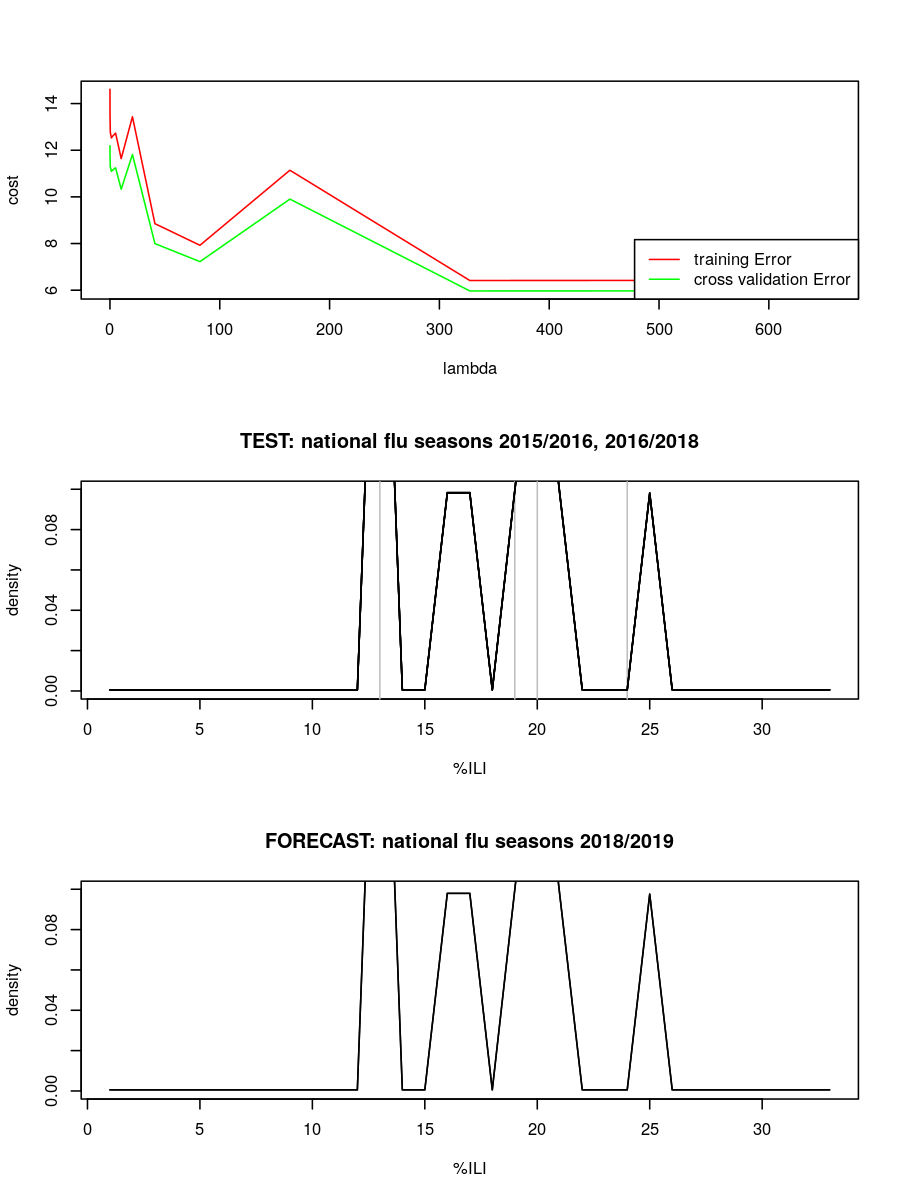 cost
14
12
10
8
6
training Error
cross validation Error
0 100 200 300 400 500 600
lambda
TEST: national flu seasons 2015/2016, 2016/2018
density
0.08
0.04
0.00
0 5 10 15 20 25 30
%ILI
FORECAST: national flu seasons 2018/2019
density
0.08
0.04
0.00
0 5 10 15 20 25 30
%ILI